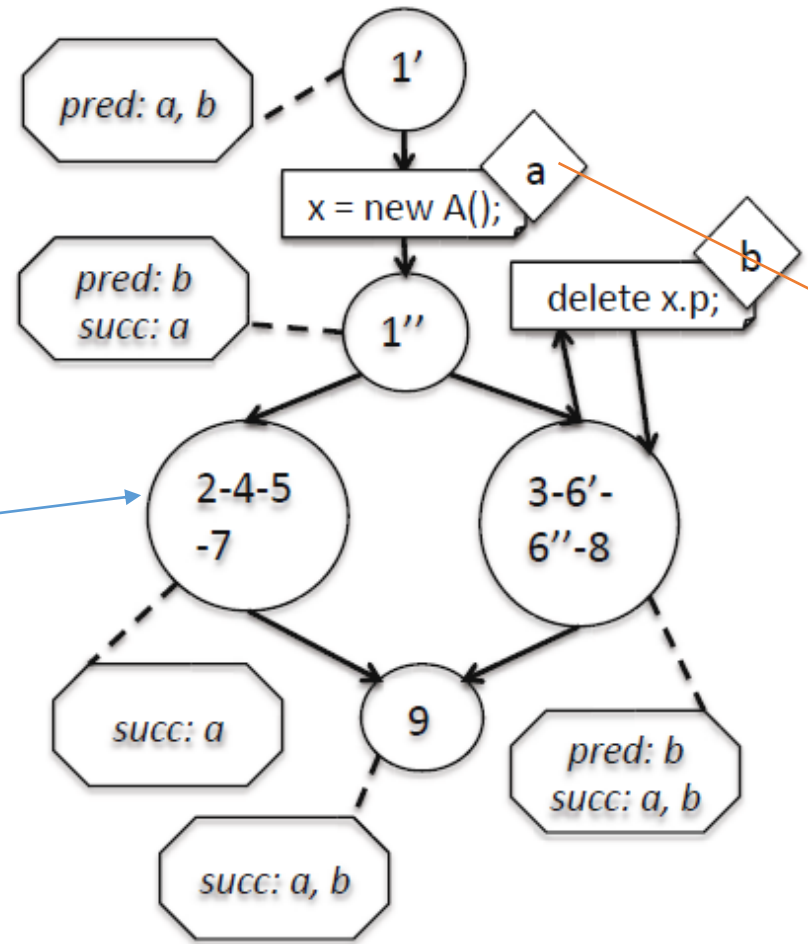 1′
pred: a, b
a
x = new A();
b
pred: b
succ: a
1′′
delete x.p;
2-4-5
-7
3-6′-
6′′-8
succ: a
9
pred: b
succ: a, b
succ: a, b